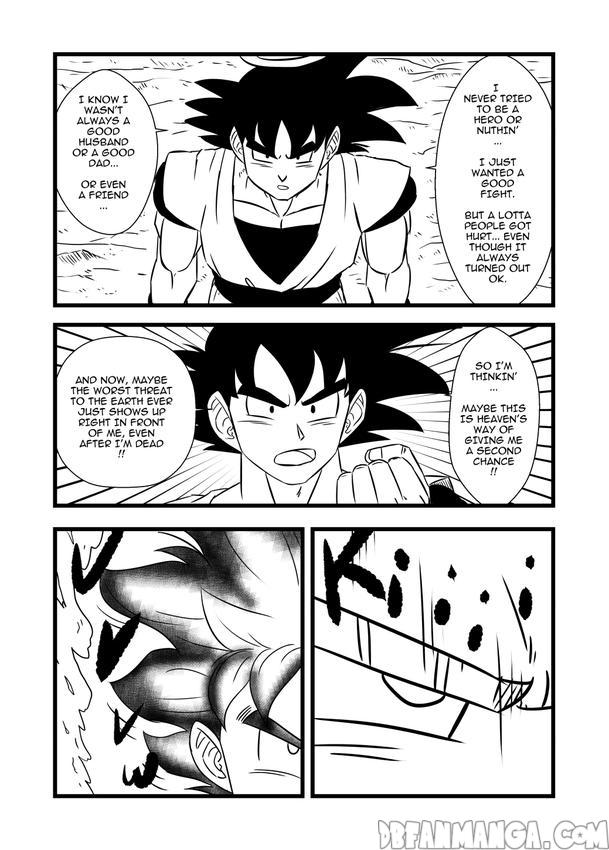 I
NEVER TRIED
TO BE A
HERO OR
NUTHIN'
...
I JUST
WANTED A
GOOD
FIGHT.
BUT A LOTTA
PEOPLE GOT
HURT... EVEN
THOUGH IT
ALWAYS
TURNED OUT
OK.
I KNOW I
WASN'T
ALWAYS A
GOOD
HUSBAND
OR A GOOD
DAD...
OR EVEN
A FRIEND
...
SO I'M
THINKIN'
...
MAYBE THIS
IS HEAVEN'S
WAY OF
GIVING ME
A SECOND
CHANCE
!!
AND NOW, MAYBE
THE WORST THREAT
TO THE EARTH EVER
JUST SHOWS UP
RIGHT IN FRONT
OF ME, EVEN
AFTER I'M DEAD
!!
DBFANMANGA.COM